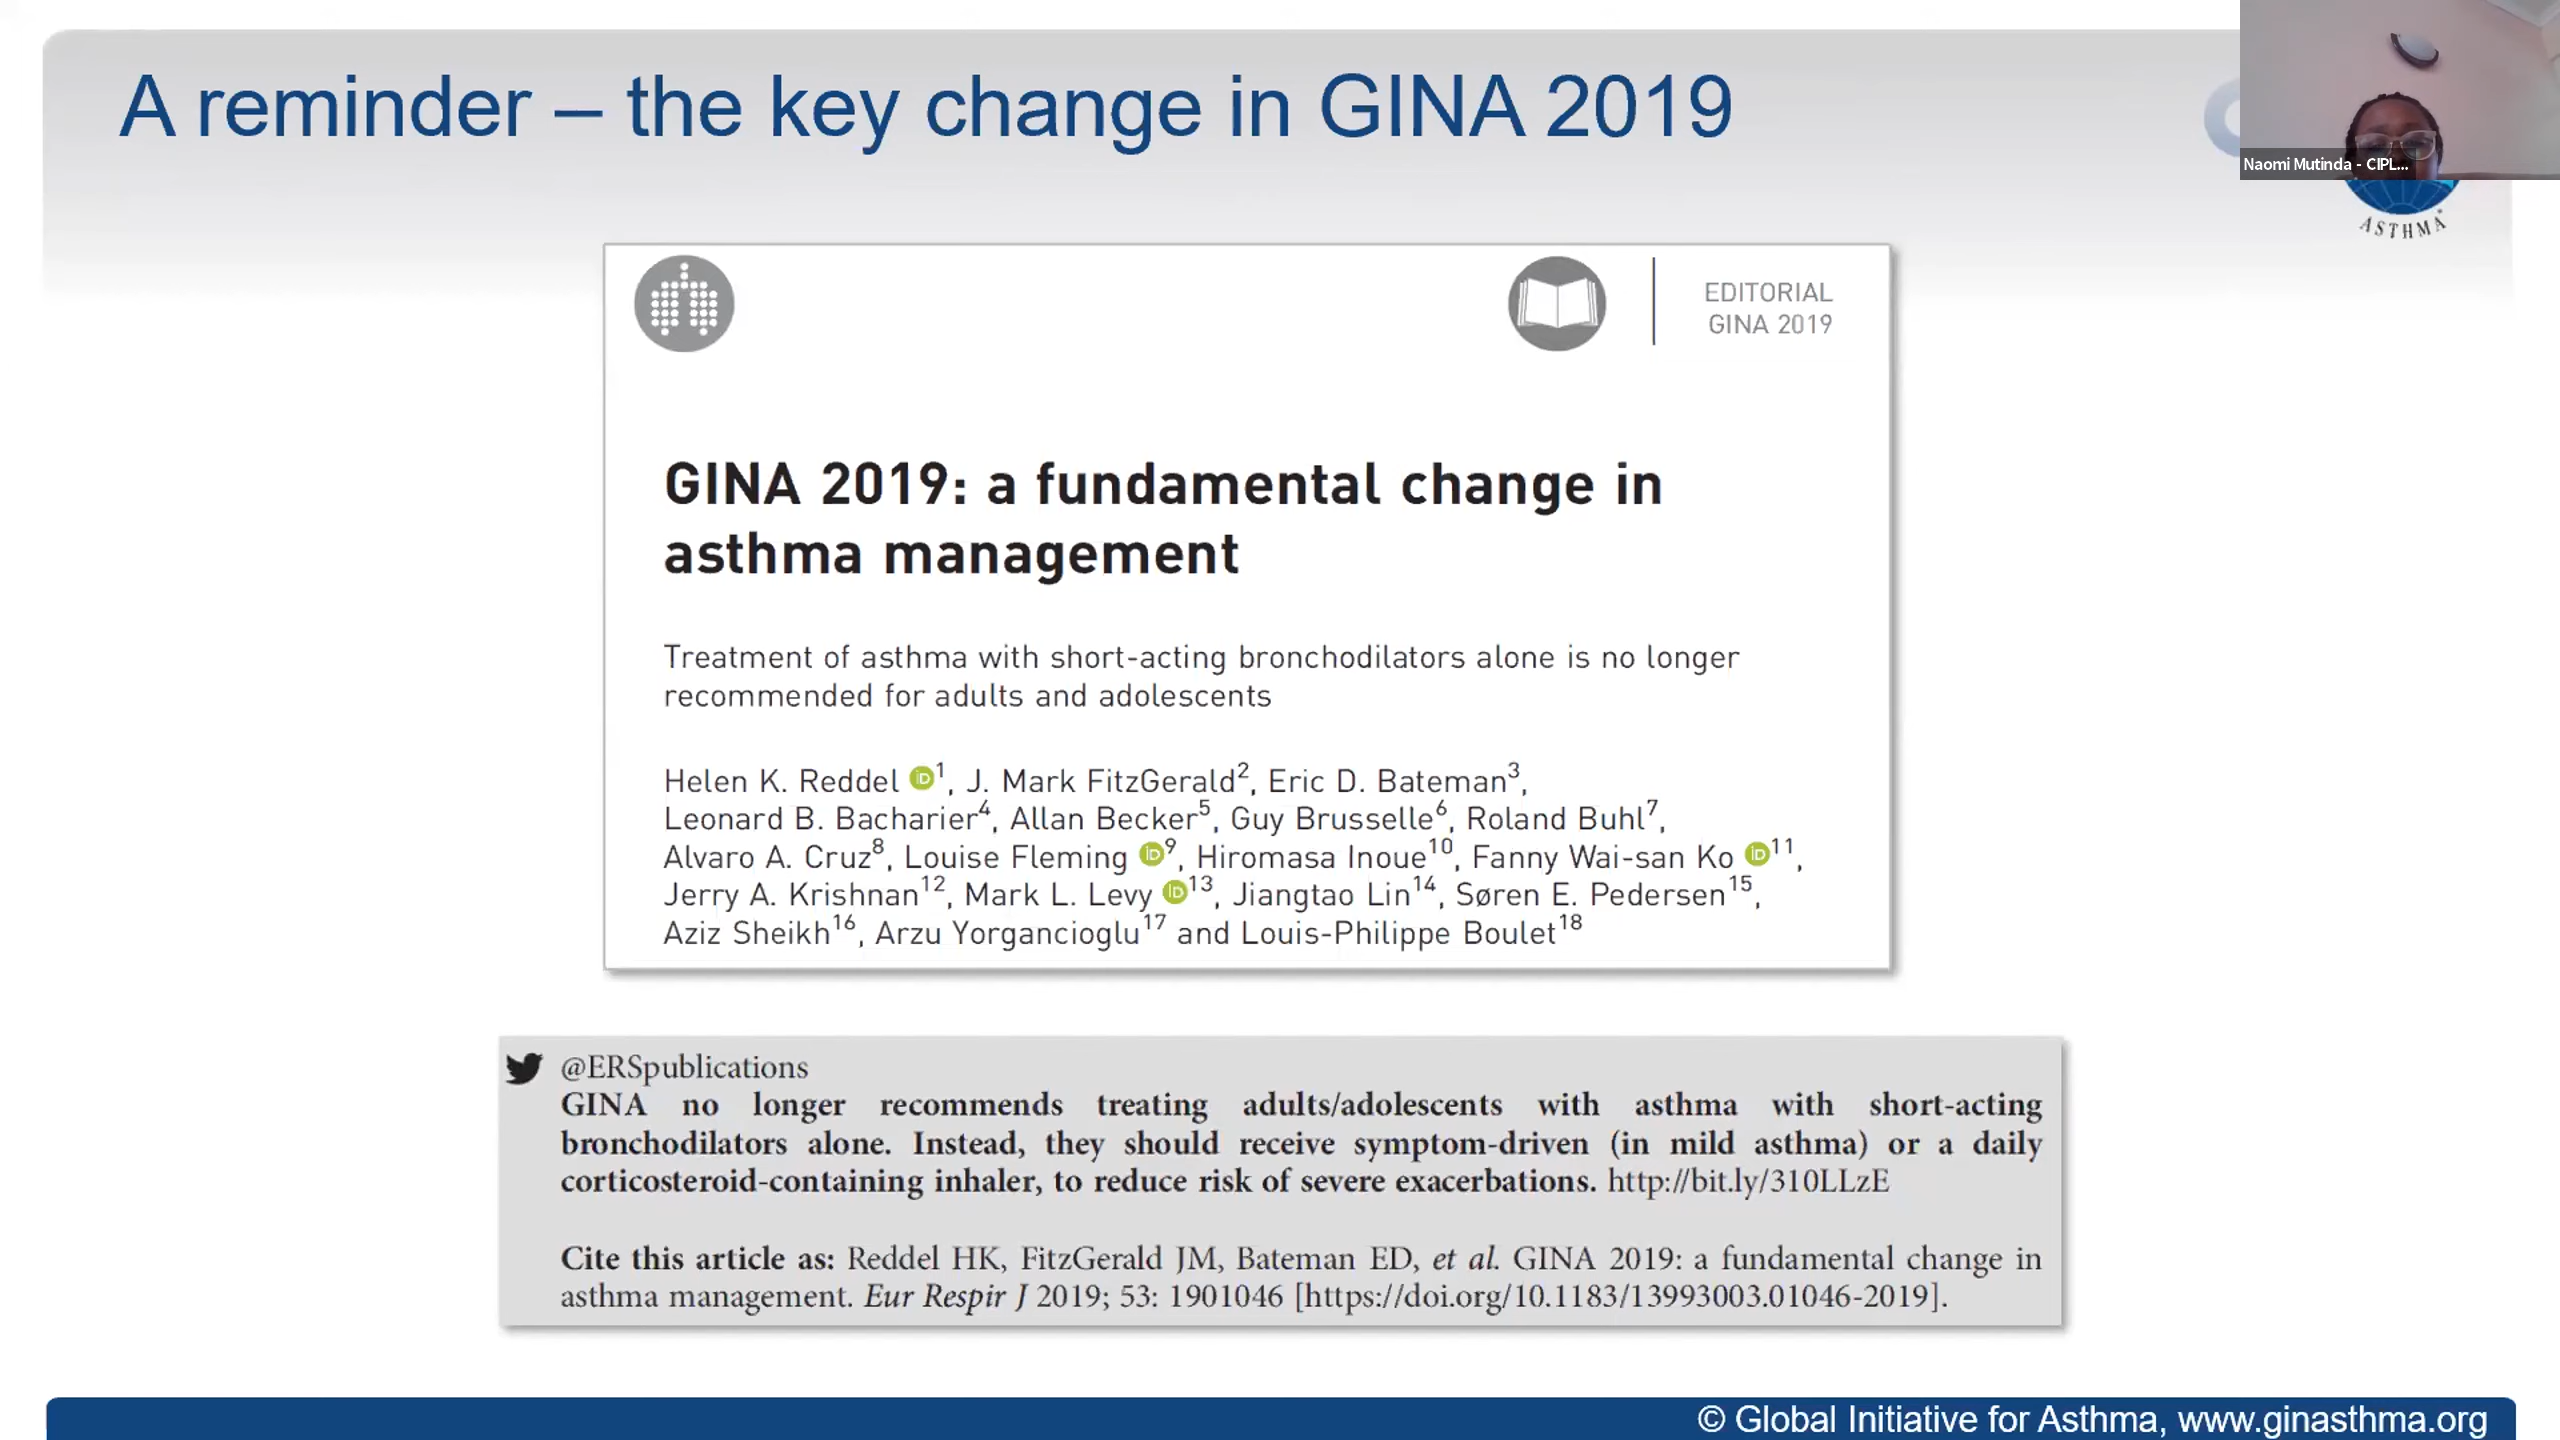 A reminder – the key change in GINA 2019
Naomi Mutinda - CIPL...
ASTHMA
EDITORIAL
GINA 2019
GINA 2019: a fundamental change in
asthma management
Treatment of asthma with short-acting bronchodilators alone is no longer
recommended for adults and adolescents
Helen K. Reddel iD 1, J. Mark FitzGerald2, Eric D. Bateman3,
Leonard B. Bacharier4, Allan Becker5, Guy Brusselle6, Roland Buhl7,
Alvaro A. Cruz8, Louise Fleming iD 9, Hiromasa Inoue10, Fanny Wai-san Ko iD 11,
Jerry A. Krishnan12, Mark L. Levy iD 13, Jiangtao Lin14, Søren E. Pedersen15,
Aziz Sheikh16, Arzu Yorgancioglu17 and Louis-Philippe Boulet18
@ERSpublications
GINA no longer recommends treating adults/adolescents with asthma with short-acting
bronchodilators alone. Instead, they should receive symptom-driven (in mild asthma) or a daily
corticosteroid-containing inhaler, to reduce risk of severe exacerbations. http://bit.ly/310LLzE
Cite this article as: Reddel HK, FitzGerald JM, Bateman ED, et al. GINA 2019: a fundamental change in
asthma management. Eur Respir J 2019; 53: 1901046 [https://doi.org/10.1183/13993003.01046-2019].
© Global Initiative for Asthma, www.ginasthma.org